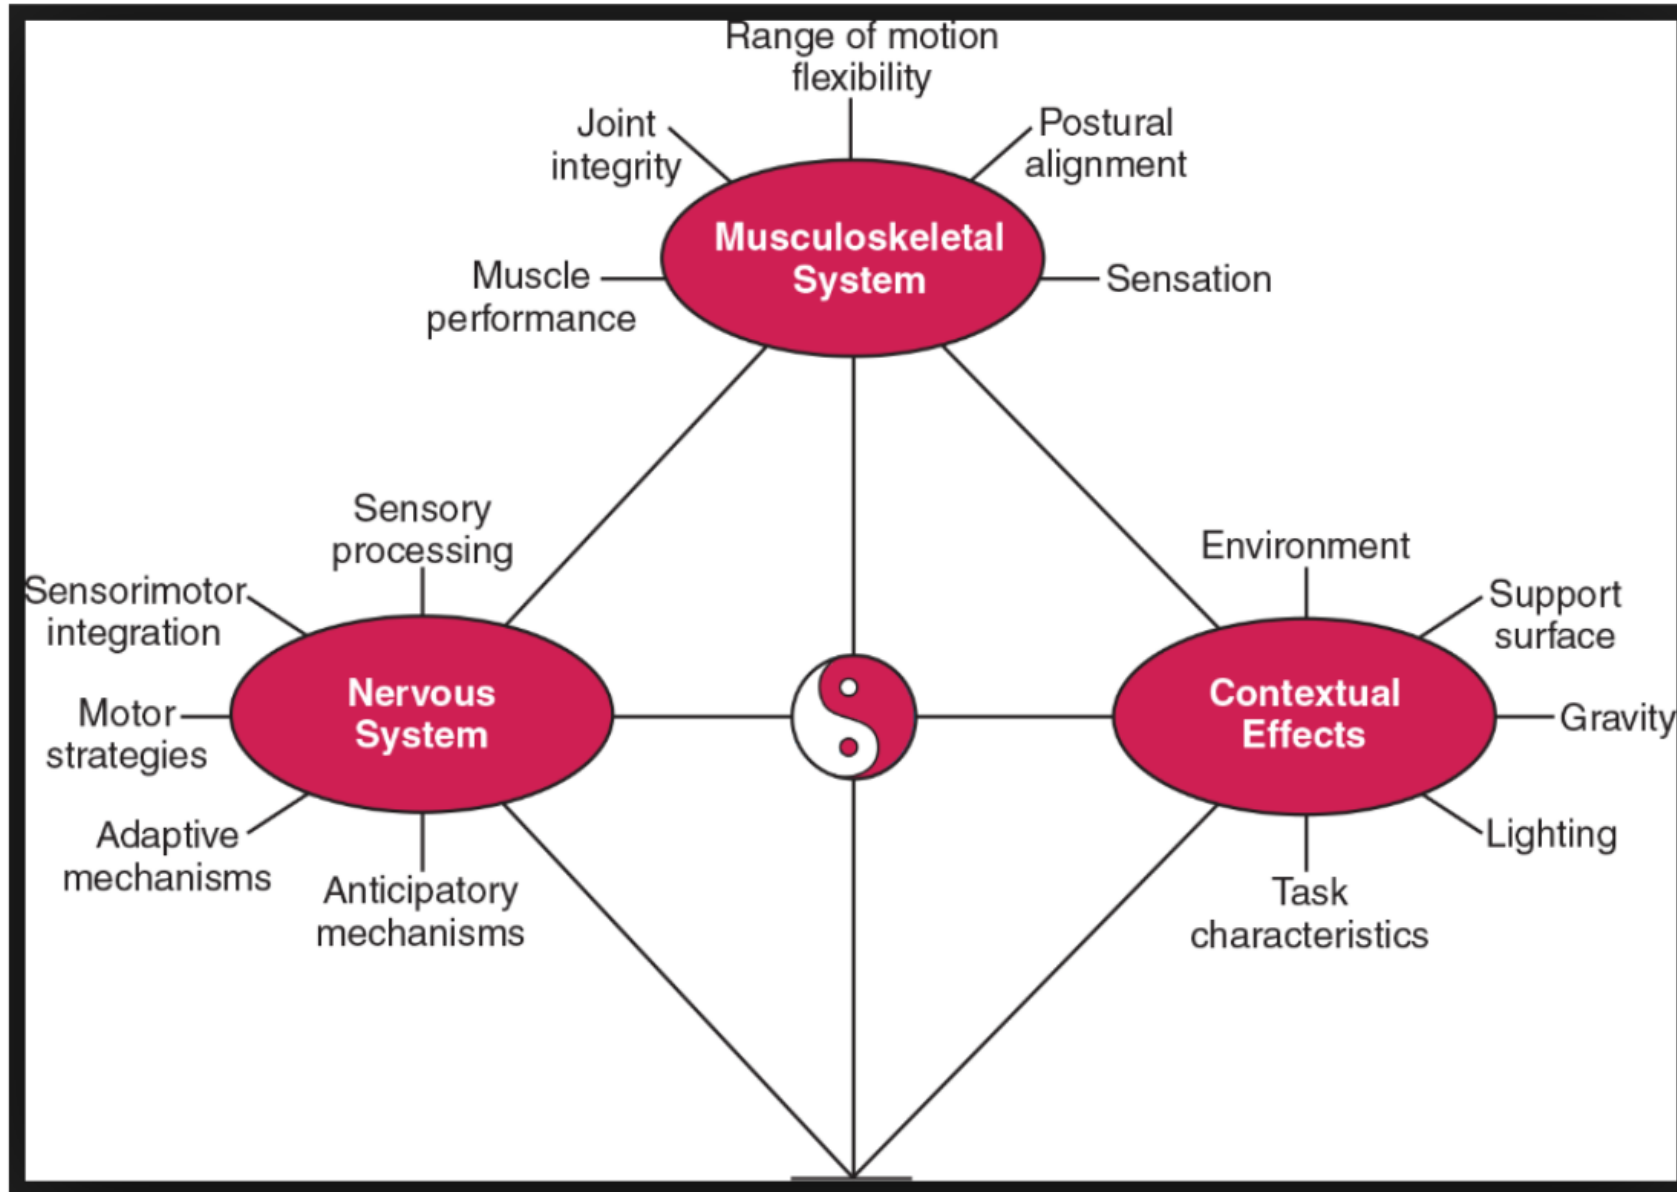 Range of motion
flexibility
Joint
integrity
Postural
alignment
Musculoskeletal
System
Muscle
performance
Sensation
Sensory
processing
Sensorimotor
integration
Nervous
System
Motor
strategies
Adaptive
mechanisms
Anticipatory
mechanisms
Environment
Support
surface
Contextual
Effects
Gravity
Lighting
Task
characteristics